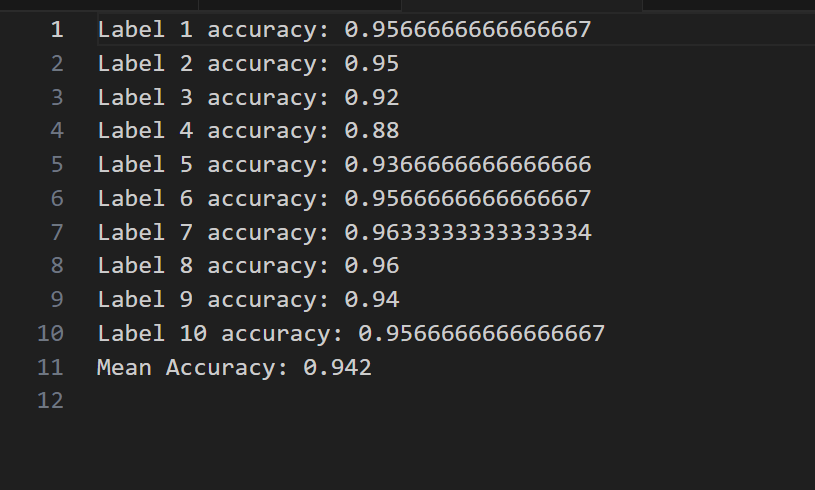 1 Label 1 accuracy: 0.9566666666666667
2 Label 2 accuracy: 0.95
3 Label 3 accuracy: 0.92
4 Label 4 accuracy: 0.88
5 Label 5 accuracy: 0.9366666666666666
6 Label 6 accuracy: 0.9566666666666667
7 Label 7 accuracy: 0.9633333333333334
8 Label 8 accuracy: 0.96
9 Label 9 accuracy: 0.94
10 Label 10 accuracy: 0.9566666666666667
11 Mean Accuracy: 0.942
12